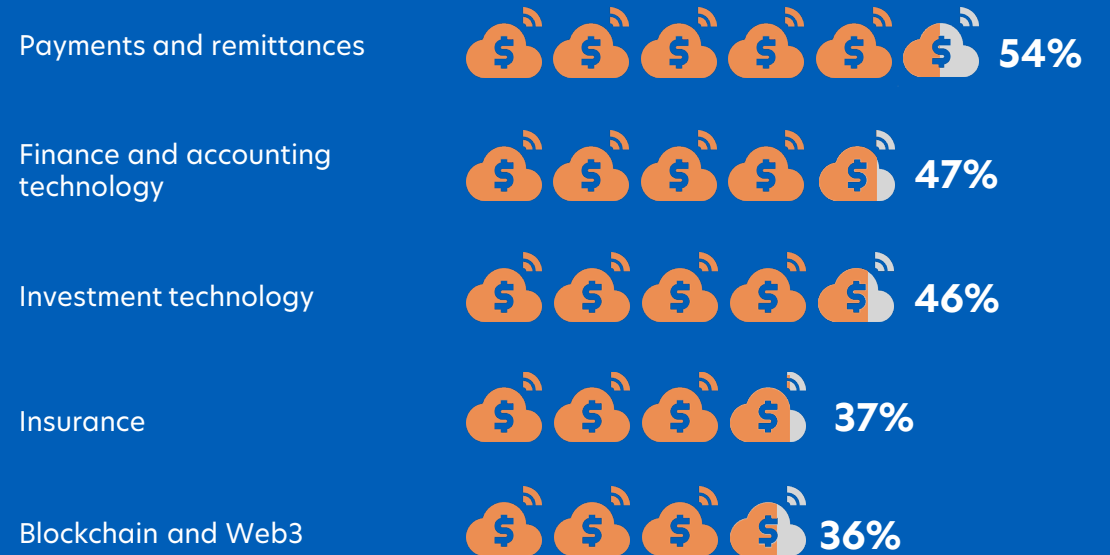 Payments and remittances
54%
Finance and accounting
technology
47%
Investment technology
46%
Insurance
37%
Blockchain and Web3
36%